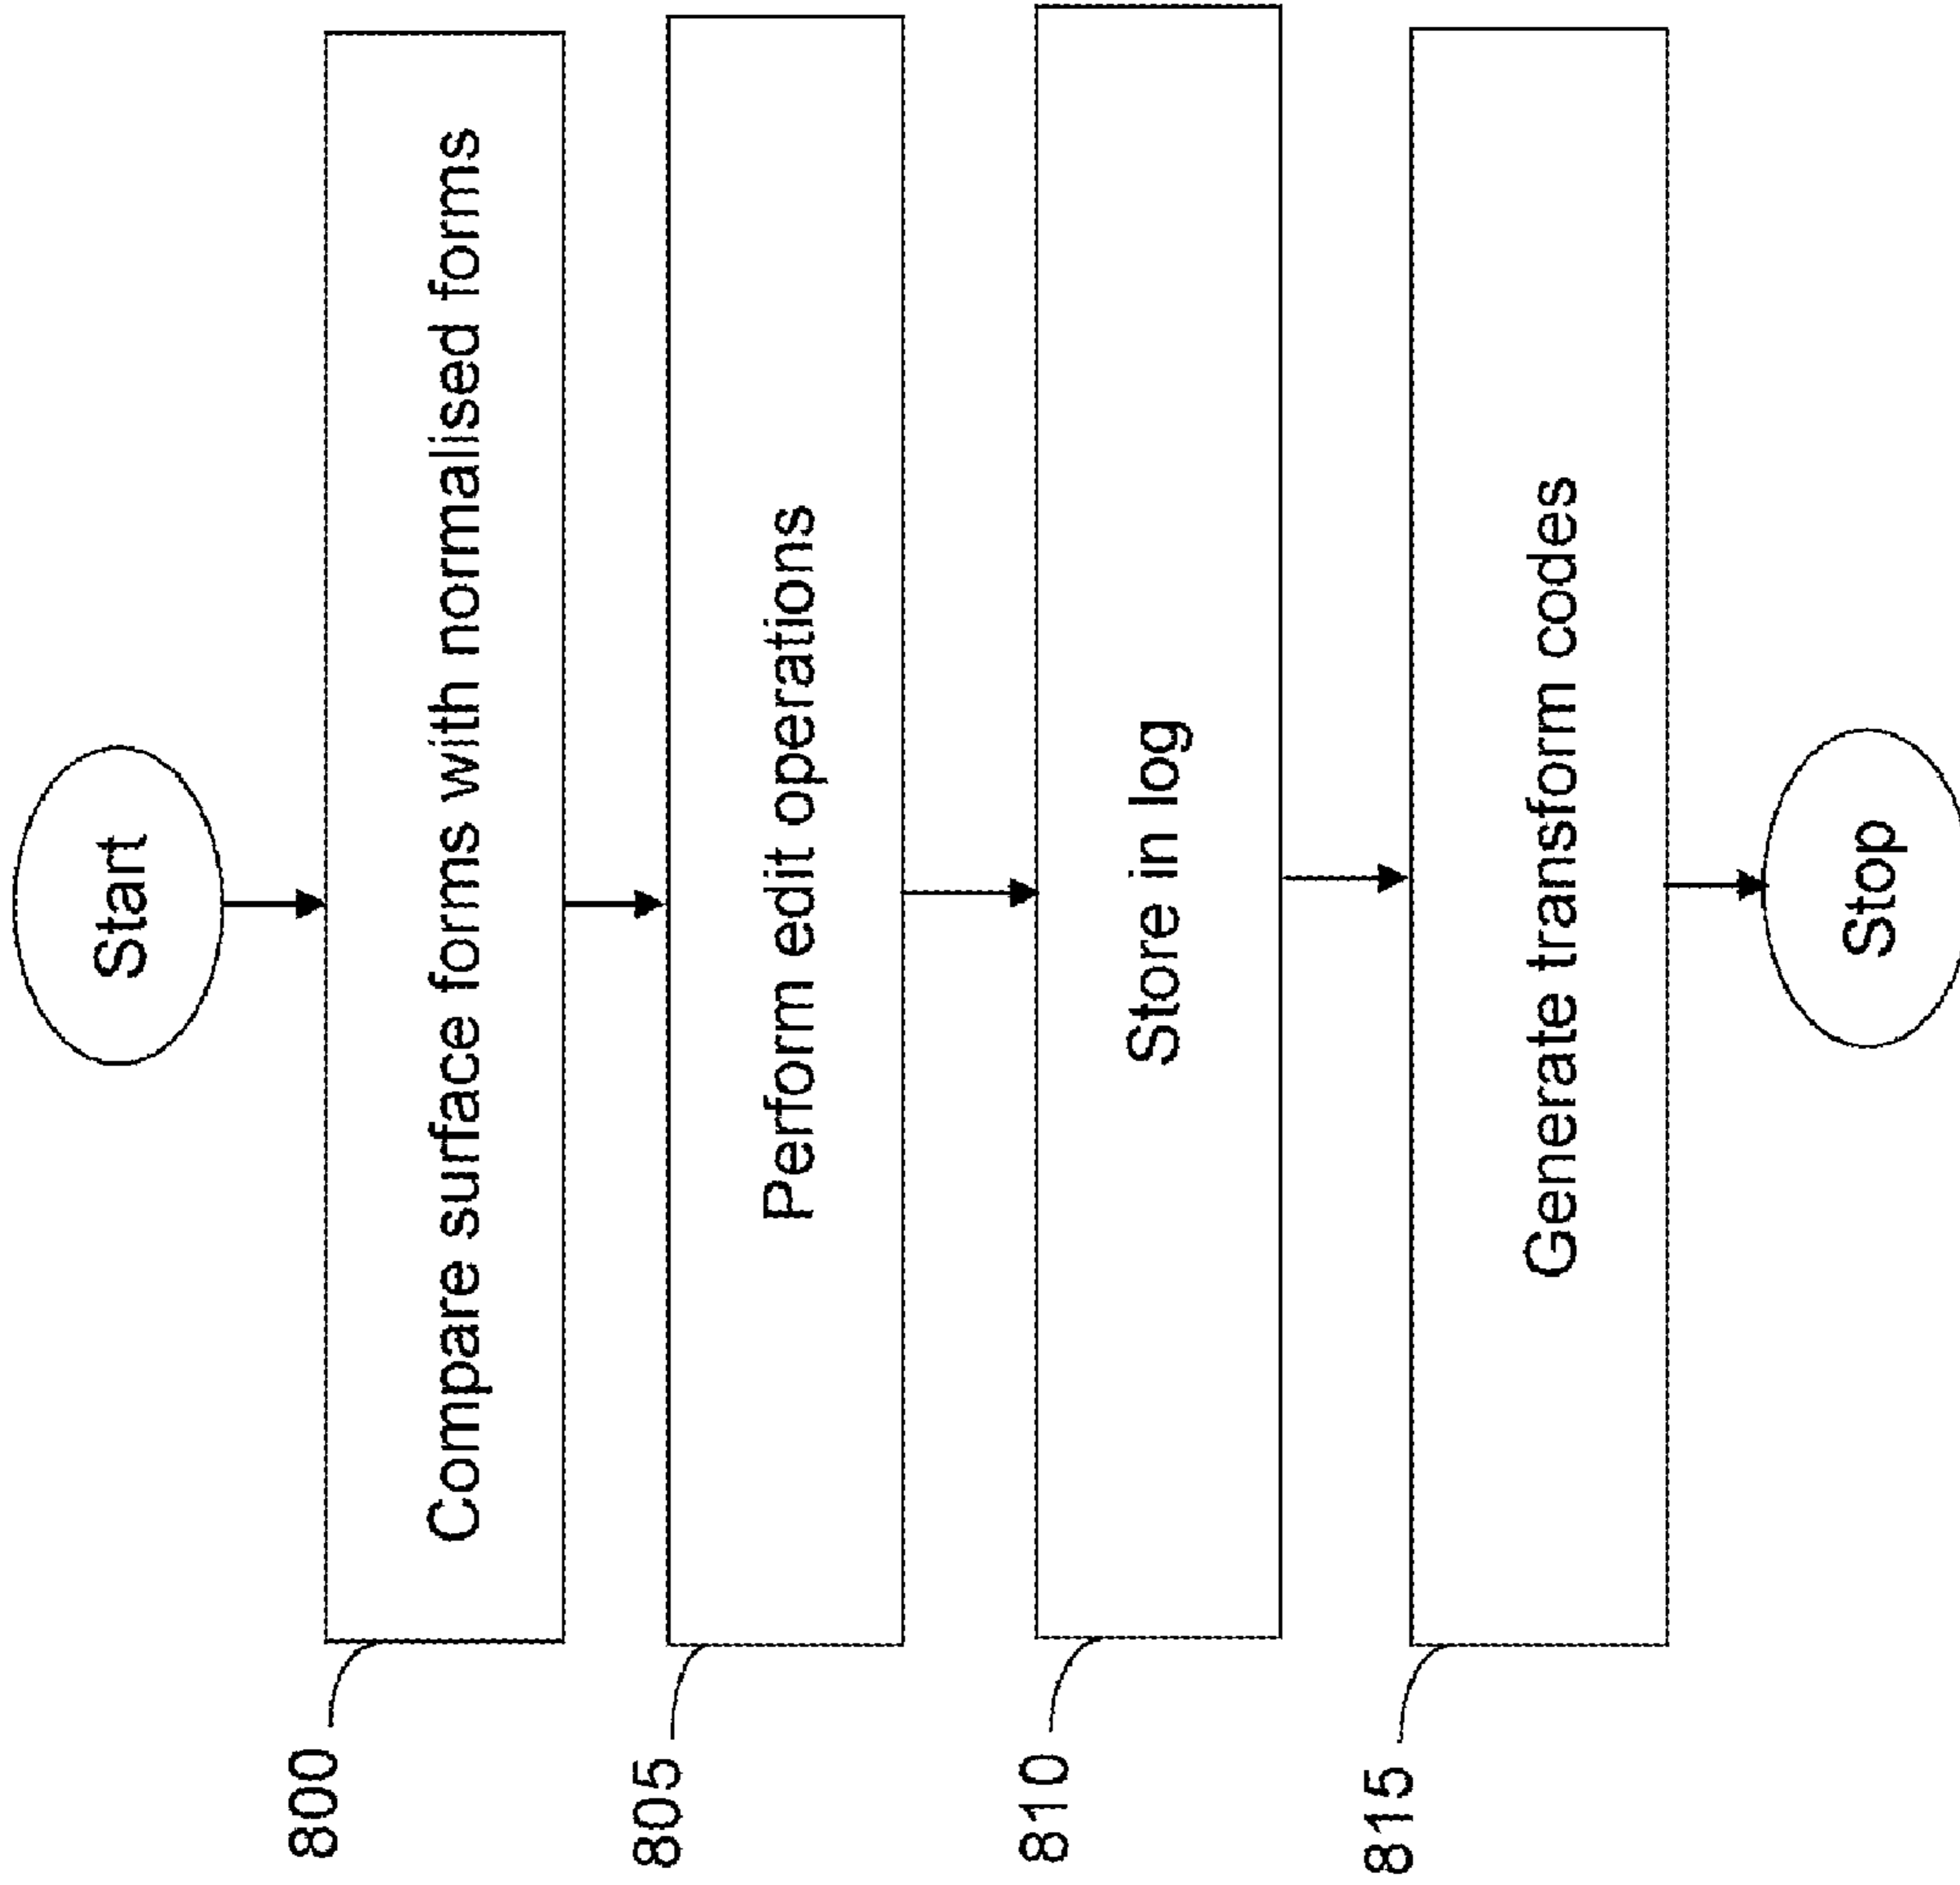 Start
800
Compare surface forms with normalised forms
805
Perform edit operations
810
Store in log
815
Generate transform codes
Stop